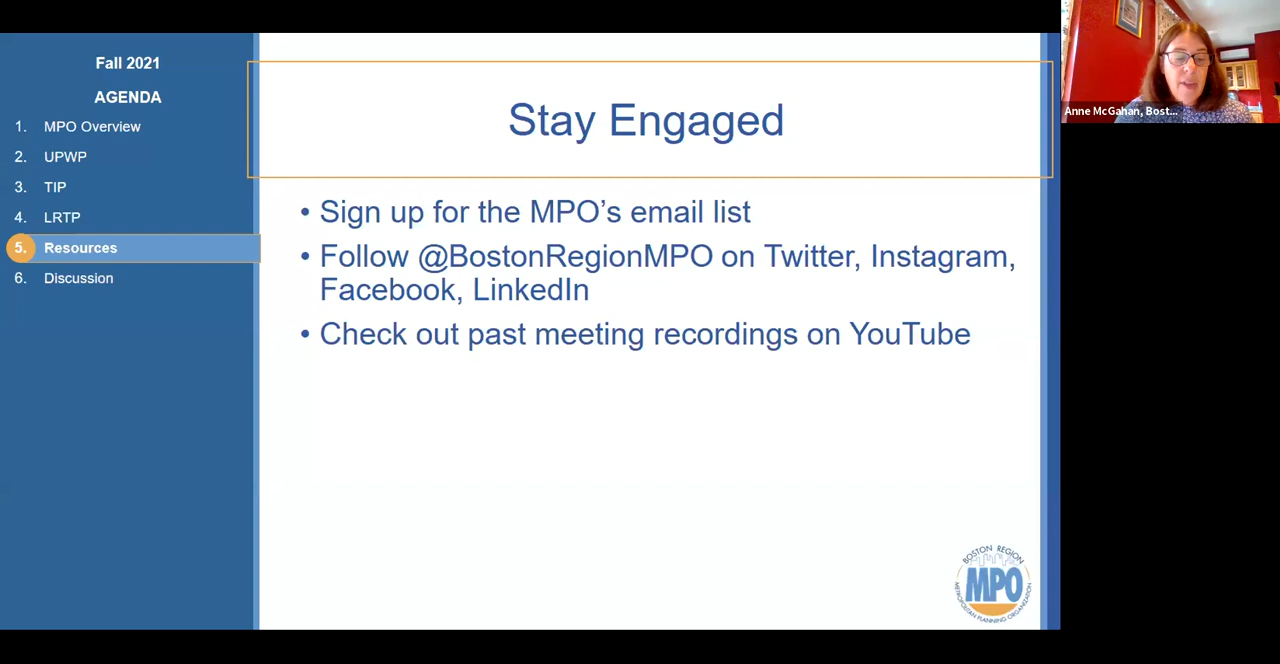 Fall 2021
AGENDA
1. MPO Overview
2. UPWP
3. TIP
4. LRTP
5. Resources
6. Discussion
Stay Engaged
• Sign up for the MPO’s email list
• Follow @BostonRegionMPO on Twitter, Instagram,
Facebook, LinkedIn
• Check out past meeting recordings on YouTube
BOSTON REGION
MPO
METROPOLITAN PLANNING ORGANIZATION
Anne McGahan, Bost...